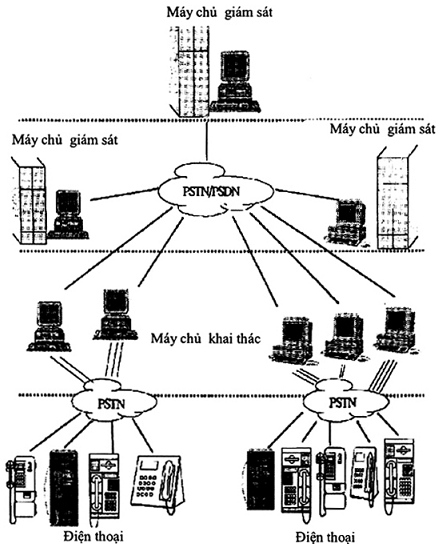 Máy chủ giám sát
Máy chủ giám sát
Máy chủ giám sát
PSTN/PSDN
Máy chủ khai thác
PSTN
PSTN
Điện thoại
Điện thoại